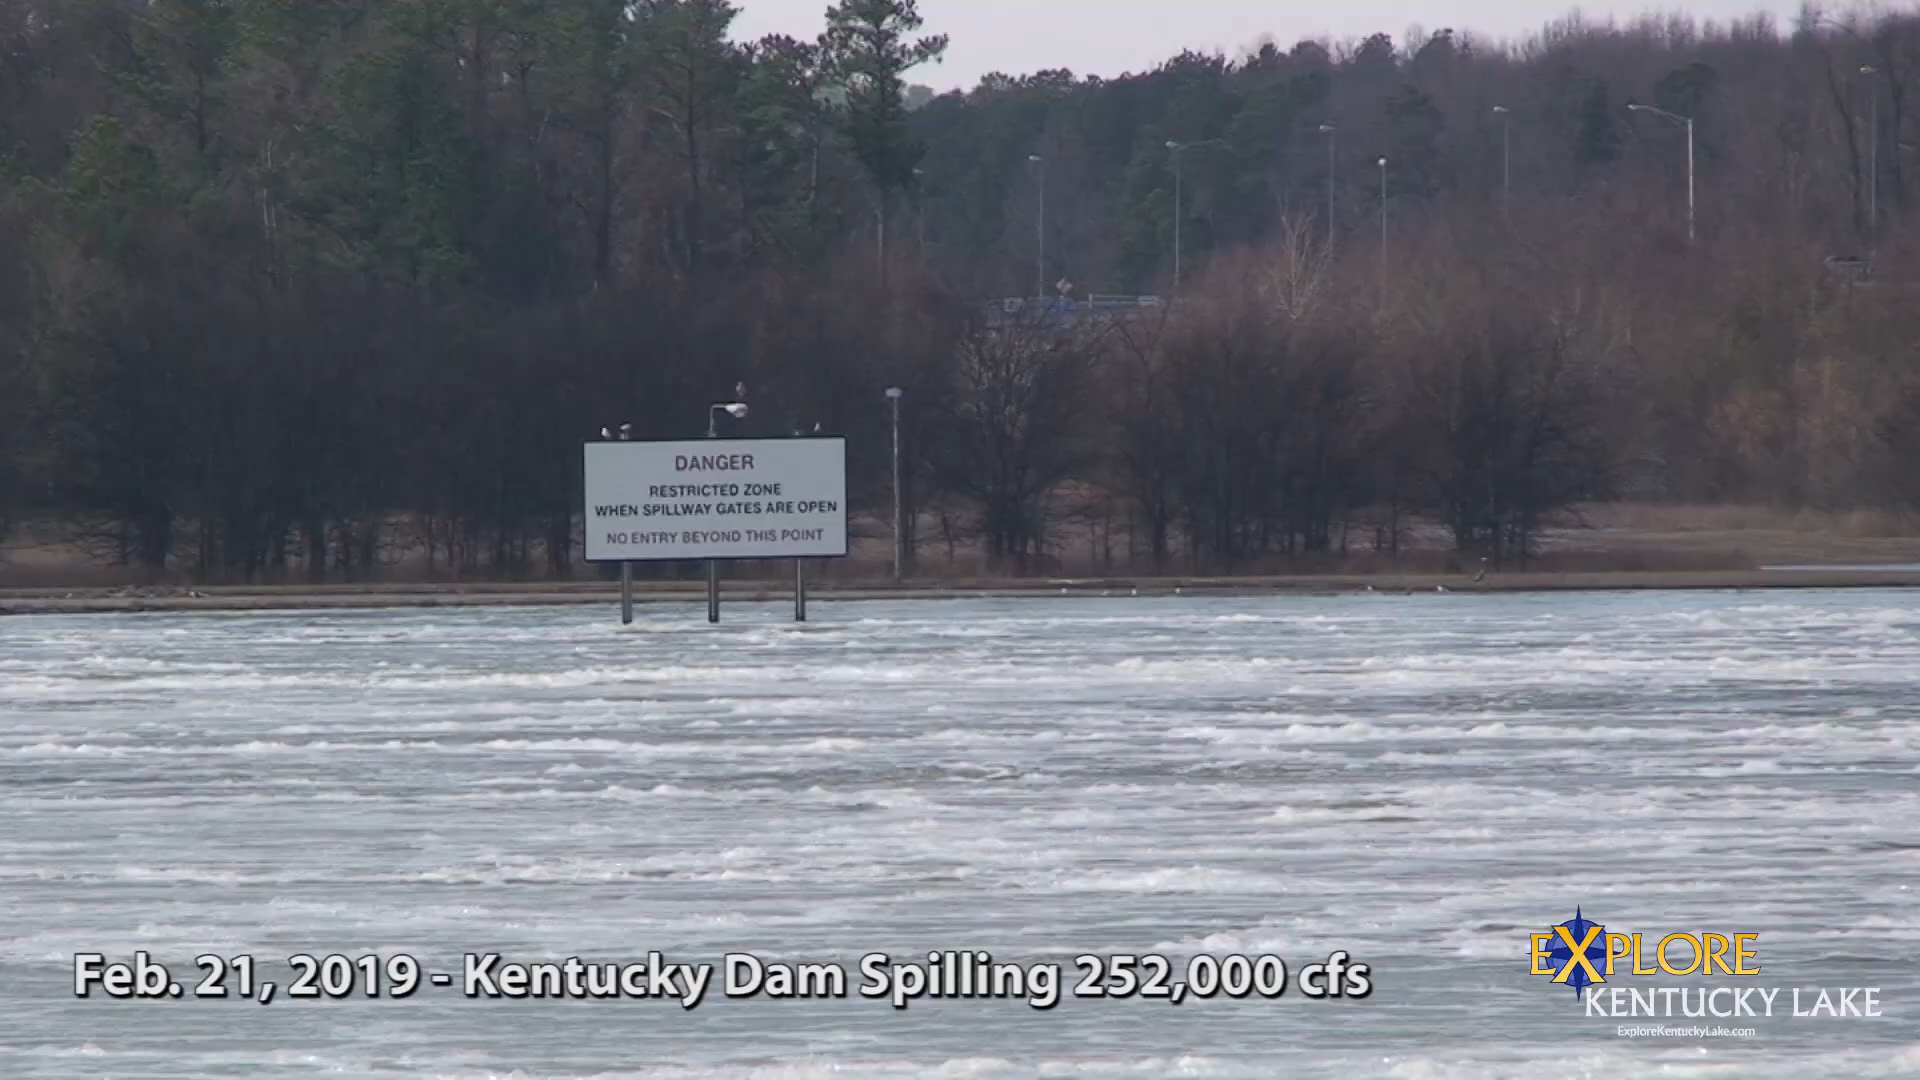 DANGER
RESTRICTED ZONE
WHEN SPILLWAY GATES ARE OPEN
NO ENTRY BEYOND THIS POINT
Feb. 21, 2019 - Kentucky Dam Spilling 252,000 cfs
EXPLORE
KENTUCKY LAKE
ExploreKentuckyLake.com